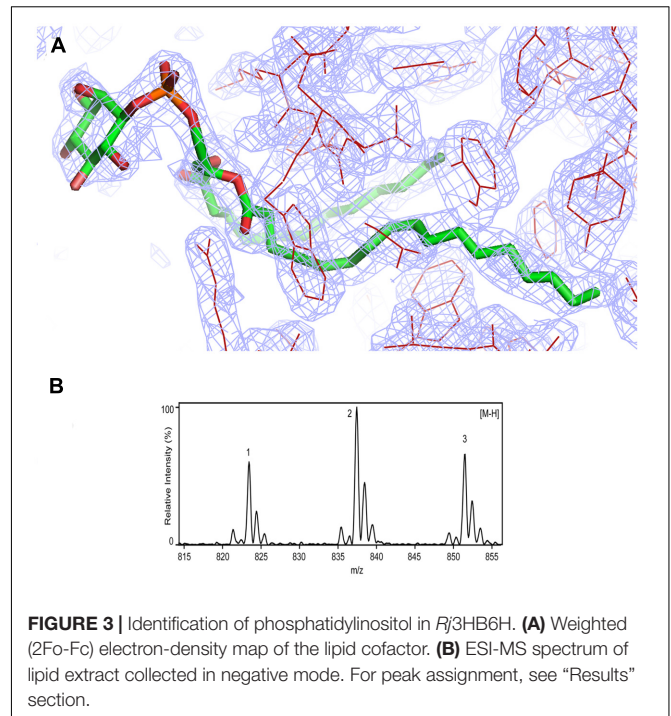 A
B
[M-H]
100
Relative Intensity (%)
0
1
2
3
815 820 825 830 835 840 845 850 855
m/z
FIGURE 3 | Identification of phosphatidylinositol in Rj3HB6H. (A) Weighted
(2Fo-Fc) electron-density map of the lipid cofactor. (B) ESI-MS spectrum of
lipid extract collected in negative mode. For peak assignment, see “Results”
section.